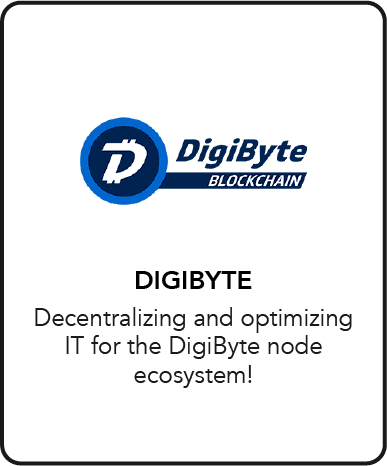 DigiByte
BLOCKCHAIN
DIGIBYTE
Decentralizing and optimizing
IT for the DigiByte node
ecosystem!